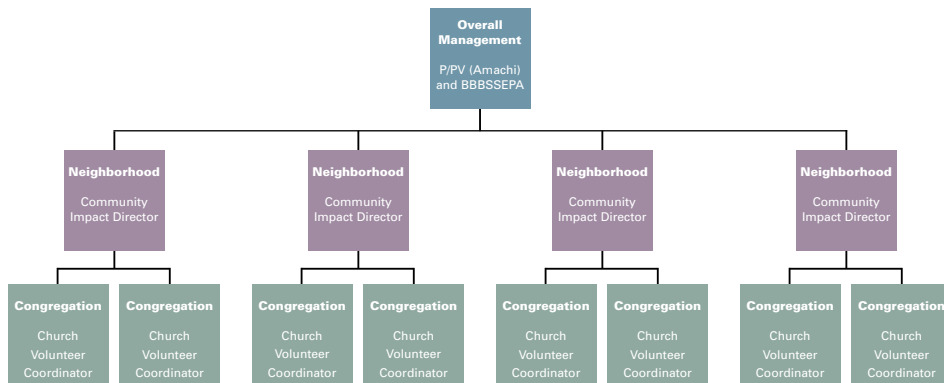 Overall
Management
P/PV (Amachi)
and BBBSSEPA
Neighborhood
Community
Impact Director
Neighborhood
Community
Impact Director
Neighborhood
Community
Impact Director
Neighborhood
Community
Impact Director
Congregation
Church
Volunteer
Coordinator
Congregation
Church
Volunteer
Coordinator
Congregation
Church
Volunteer
Coordinator
Congregation
Church
Volunteer
Coordinator
Congregation
Church
Volunteer
Coordinator
Congregation
Church
Volunteer
Coordinator
Congregation
Church
Volunteer
Coordinator
Congregation
Church
Volunteer
Coordinator